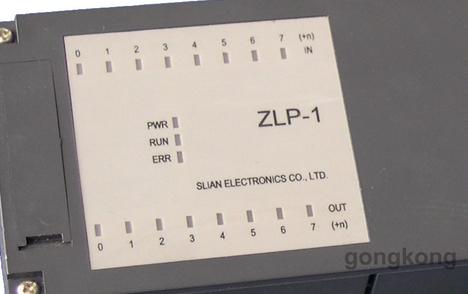 0 1 2 3 4 5 6 7 (+n)
IN
PWR
RUN
ERR
ZLP-1
SLIAN ELECTRONICS CO., LTD.
OUT
0 1 2 3 4 5 6 7 (+n)
gongkong